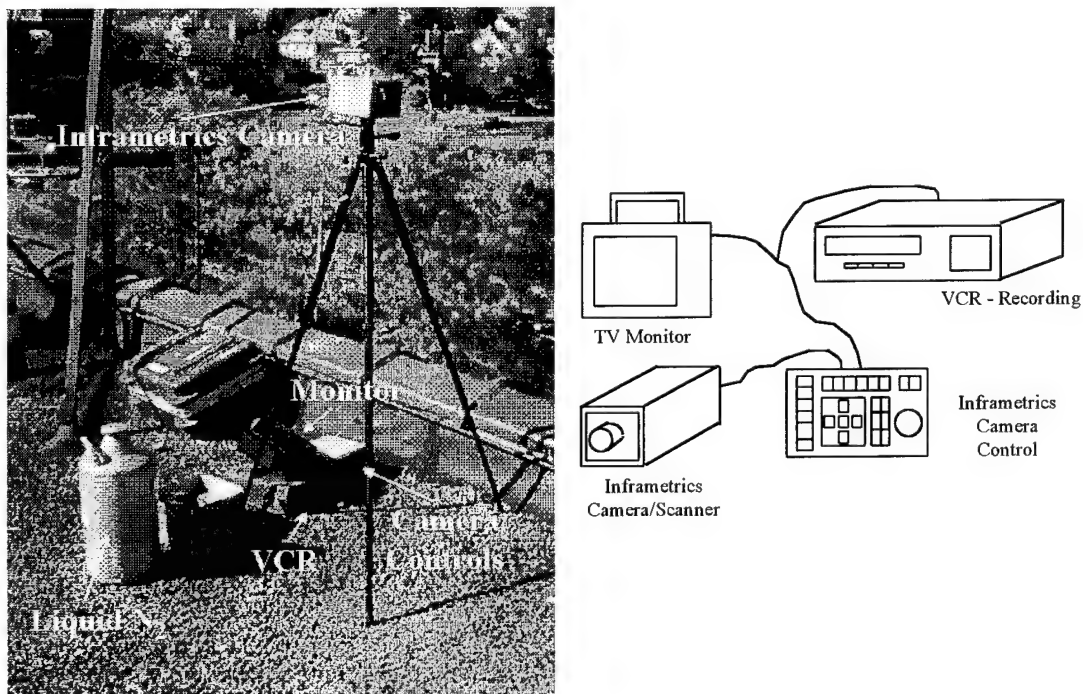 Inframetrics Camera
Monitor
Camera
Controls
VCR
Liquid N₂
VCR - Recording
TV Monitor
Inframetrics
Camera
Control
Inframetrics
Camera/Scanner